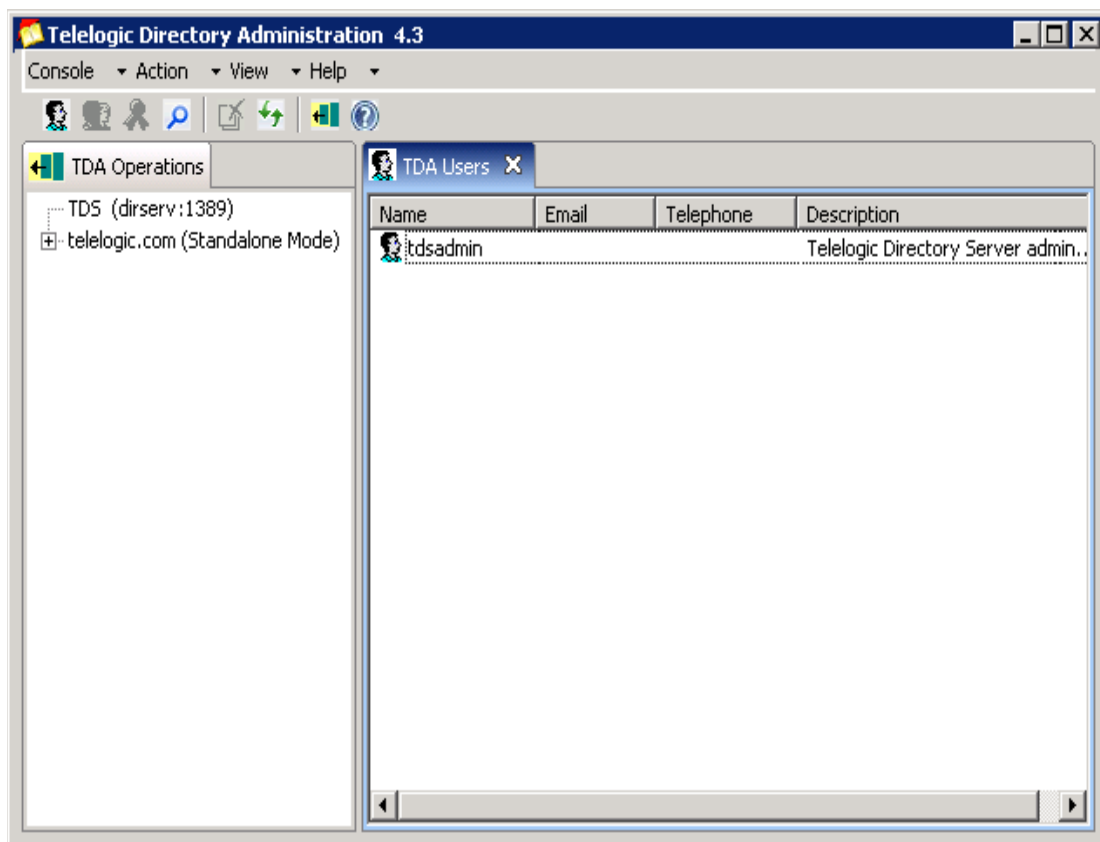 Telelogic Directory Administration 4.3
Console Action View Help
TDA Operations
TDS (dirserv:1389)
telelogic.com (Standalone Mode)
TDA Users
Name Email Telephone Description
tdsadmin Telelogic Directory Server admin..